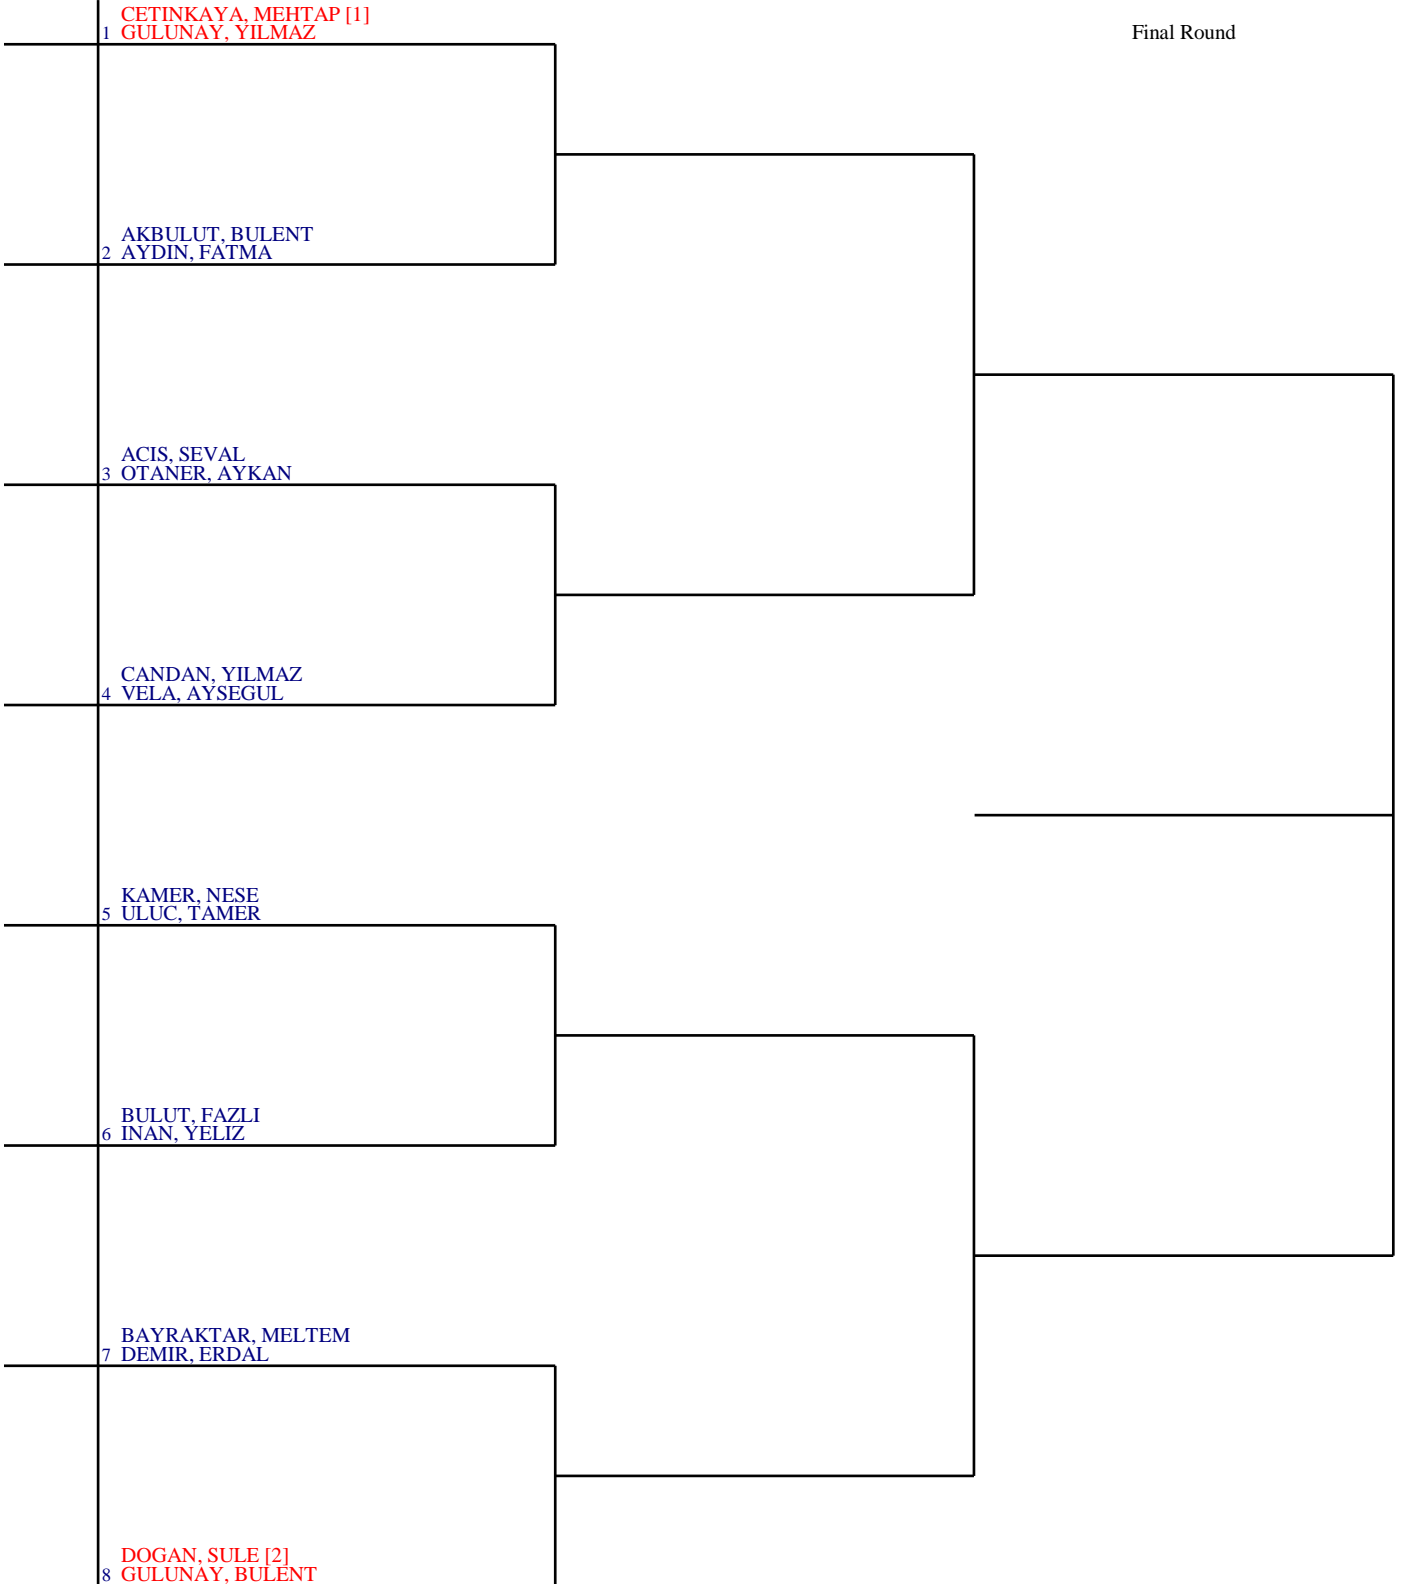 CETINKAYA, MEHTAP [1]
1 GULUNAY, YILMAZ
Final Round
AKBULUT, BULENT
2 AYDIN, FATMA
ACIS, SEVAL
3 OTANER, AYKAN
CANDAN, YILMAZ
4 VELA, AYSEGUL
KAMER, NESE
5 ULUC, TAMER
BULUT, FAZLI
6 INAN, YELIZ
BAYRAKTAR, MELTEM
7 DEMIR, ERDAL
DOGAN, SULE [2]
8 GULUNAY, BULENT